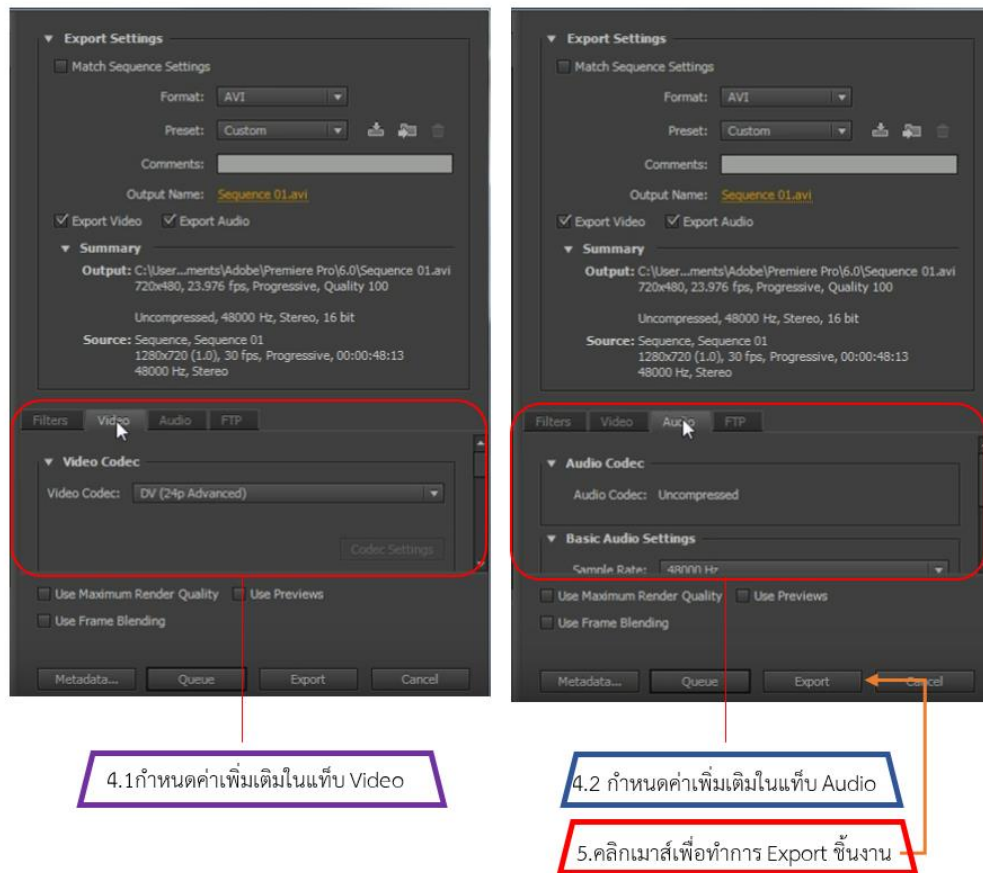 Export Settings
Match Sequence Settings
Format: AVI
Preset: Custom
Comments:
Output Name: Sequence 01.avi
Export Video Export Audio
Summary
Output: C:\User...ments\Adobe\Premiere Pro\6.0\Sequence 01.avi
720x480, 23.976 fps, Progressive, Quality 100
Uncompressed, 48000 Hz, Stereo, 16 bit
Source: Sequence, Sequence 01
1280x720 (1.0), 30 fps, Progressive, 00:00:48:13
48000 Hz, Stereo
Filters Video Audio FTP
Video Codec
Video Codec: DV (24p Advanced)
Codec Settings
Use Maximum Render Quality Use Previews
Use Frame Blending
Metadata... Queue Export Cancel
4.1กำหนดค่าเพิ่มเติมในแท็บ Video
Export Settings
Match Sequence Settings
Format: AVI
Preset: Custom
Comments:
Output Name: Sequence 01.avi
Export Video Export Audio
Summary
Output: C:\User...ments\Adobe\Premiere Pro\6.0\Sequence 01.avi
720x480, 23.976 fps, Progressive, Quality 100
Uncompressed, 48000 Hz, Stereo, 16 bit
Source: Sequence, Sequence 01
1280x720 (1.0), 30 fps, Progressive, 00:00:48:13
48000 Hz, Stereo
Filters Video Audio FTP
Audio Codec
Audio Codec: Uncompressed
Basic Audio Settings
Sample Rate: 48000 Hz
Use Maximum Render Quality Use Previews
Use Frame Blending
Metadata... Queue Export Cancel
4.2 กำหนดค่าเพิ่มเติมในแท็บ Audio
5.คลิกเมาส์เพื่อทำการ Export ชิ้นงาน